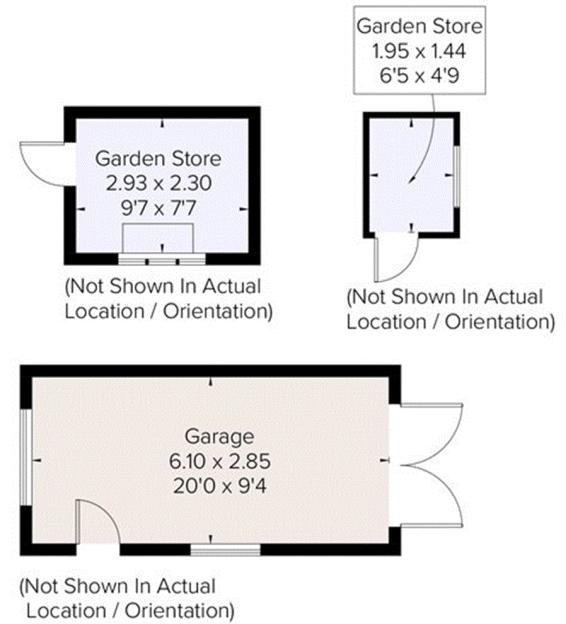 Garden Store
1.95 x 1.44
6'5 x 4'9
Garden Store
2.93 x 2.30
9'7 x 7'7
(Not Shown In Actual
Location / Orientation)
(Not Shown In Actual
Location / Orientation)
Garage
6.10 x 2.85
20'0 x 9'4
(Not Shown In Actual
Location / Orientation)